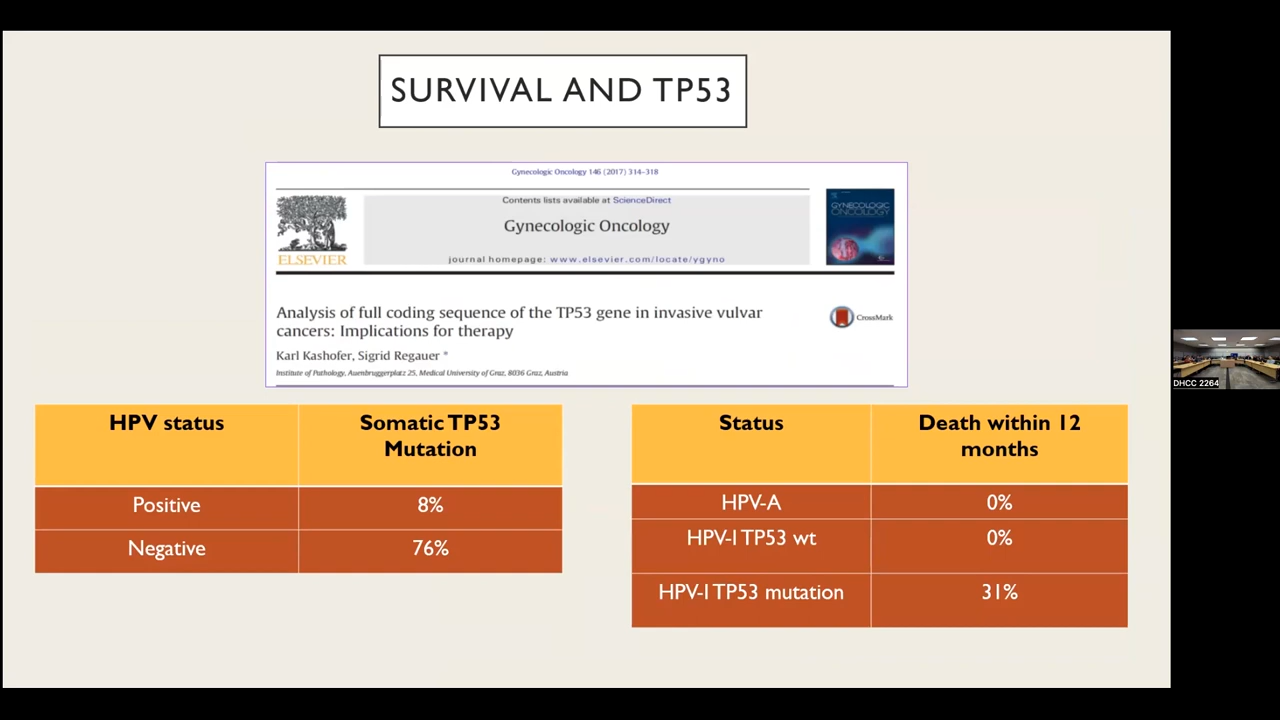 SURVIVAL AND TP53
Gynecologic Oncology 146 (2017) 314–318
Contents lists available at ScienceDirect
Gynecologic Oncology
journal homepage: www.elsevier.com/locate/ygyno
ELSEVIER
GYNECOLOGIC
ONCOLOGY
Analysis of full coding sequence of the TP53 gene in invasive vulvar
cancers: Implications for therapy
CrossMark
Karl Kashofer, Sigrid Regauer *
Institute of Pathology, Auenbruggerplatz 25, Medical University of Graz, 8036 Graz, Austria
HPV status
Somatic TP53
Mutation
Positive
8%
Negative
76%
Status
Death within 12
months
HPV-A
0%
HPV-I TP53 wt
0%
HPV-I TP53 mutation
31%
DHCC 2264